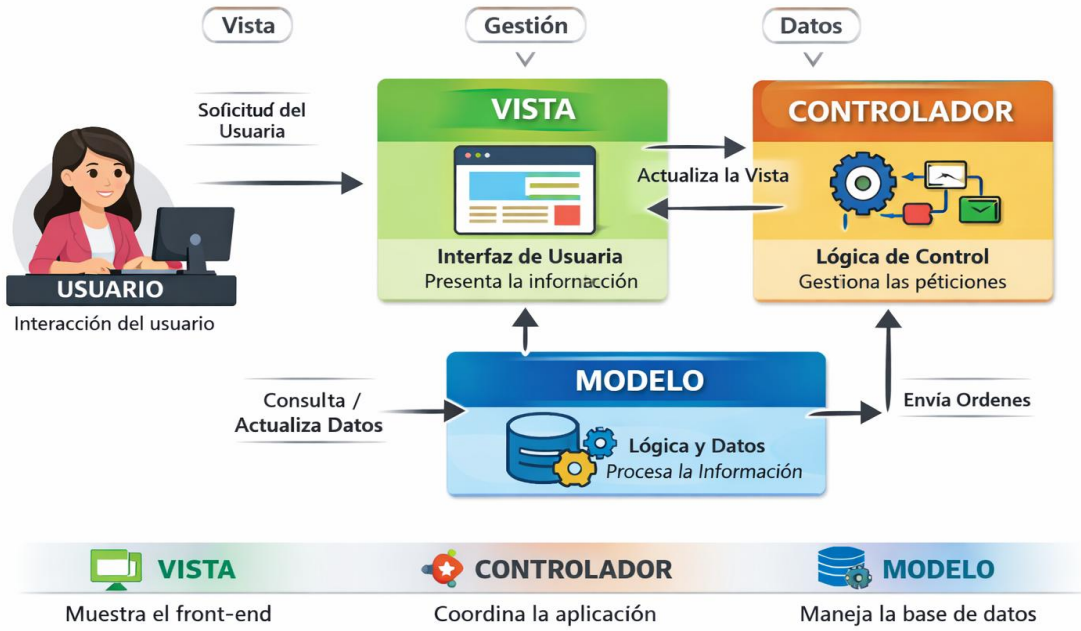 Vista
Gestión
Datos
Soficitud del
Usuaria
VISTA
CONTROLADOR
Actualiza la Vista
Interfaz de Usuaria
Presenta la informacción
Lógica de Control
Gestiona las péticiones
USUARIO
Interacción del usuario
MODELO
Consulta /
Actualiza Datos
Lógica y Datos
Procesa la Información
Envía Ordenes
VISTA
CONTROLADOR
MODELO
Muestra el front-end
Coordina la aplicación
Maneja la base de datos